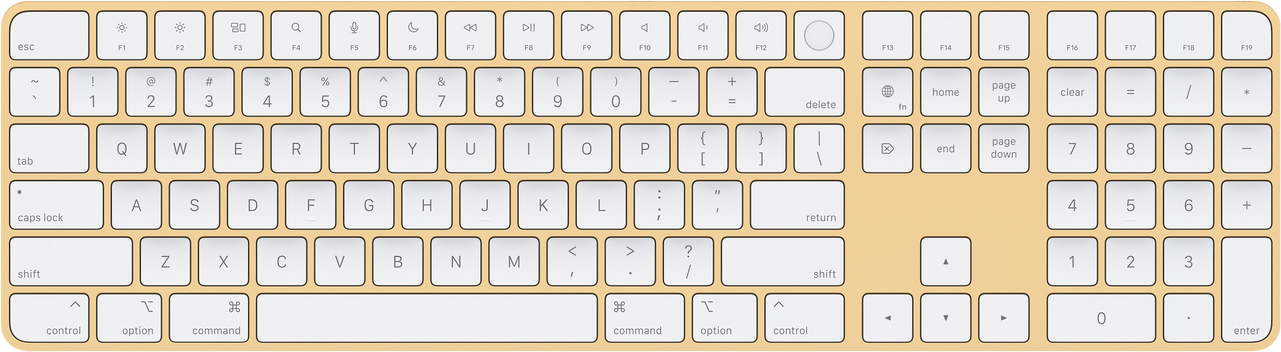 esc F1 F2 F3 F4 F5 F6 F7 F8 F9 F10 F11 F12 F13 F14 F15 F16 F17 F18 F19
~ ! @ # $ % ^ & * ( ) — +
` 1 2 3 4 5 6 7 8 9 0 - = delete fn home page up clear = / *
tab Q W E R T Y U I O P { [ } ] | \ end page down 7 8 9 −
caps lock A S D F G H J K L : ; " ' return 4 5 6 +
shift Z X C V B N M < , > . ? / shift ▲ 1 2 3
^ control ⌥ option ⌘ command ⌘ command ⌥ option ^ control ◄ ▼ ► 0 . enter